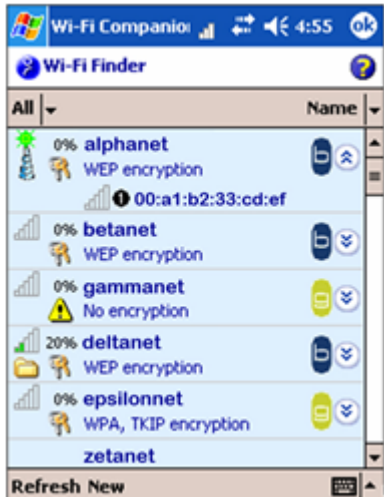 Wi-Fi Companion 4:55 ok
Wi-Fi Finder ?
All Name
0% alphanet b
WEP encryption
1 00:a1:b2:33:cd:ef
0% betanet b
WEP encryption
0% gammanet g
! No encryption
20% deltanet b
WEP encryption
0% epsilonnet g
WPA, TKIP encryption
zetanet
Refresh New